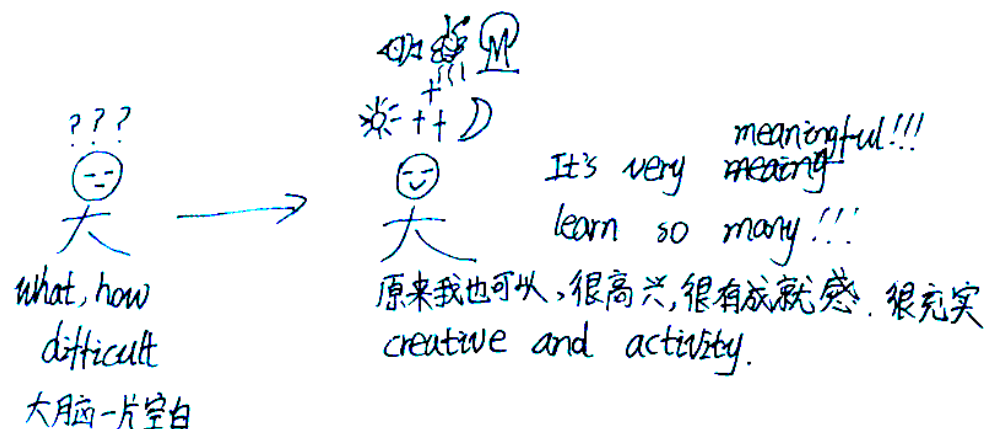 ? ? ?
what, how
difficult
大脑一片空白
M
+
+ +
meaningful!!!
It's very meaing
learn so many!!!
原来我也可以,很高兴,很有成就感.很充实
creative and activity.